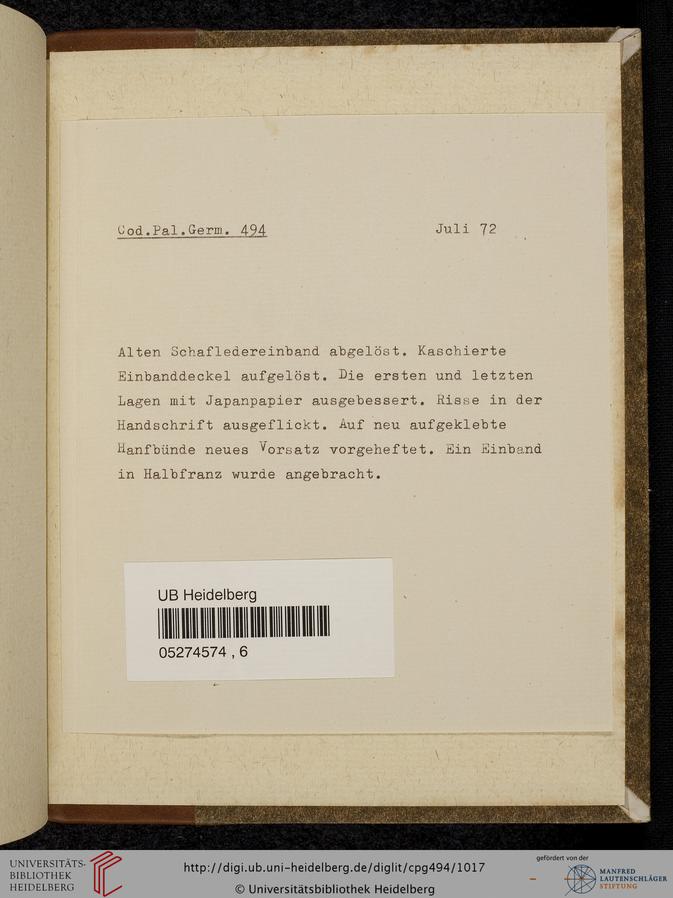 Cod.Pal.Germ. 494
Juli 72
Alten Schafledereinband abgelöst. Kaschierte
Einbanddeckel aufgelöst. Die ersten und letzten
Lagen mit Japanpapier ausgebessert. Risse in der
Handschrift ausgeflickt. Auf neu aufgeklebte
Hanfbünde neues Vorsatz vorgeheftet. Ein Einband
in Halbfranz wurde angebracht.
UB Heidelberg
05274574 , 6
UNIVERSITÄTS-
BIBLIOTHEK
HEIDELBERG
http://digi.ub.uni-heidelberg.de/diglit/cpg494/1017
© Universitätsbibliothek Heidelberg
gefördert von der
MANFRED
LAUTENSCHLÄGER
STIFTUNG